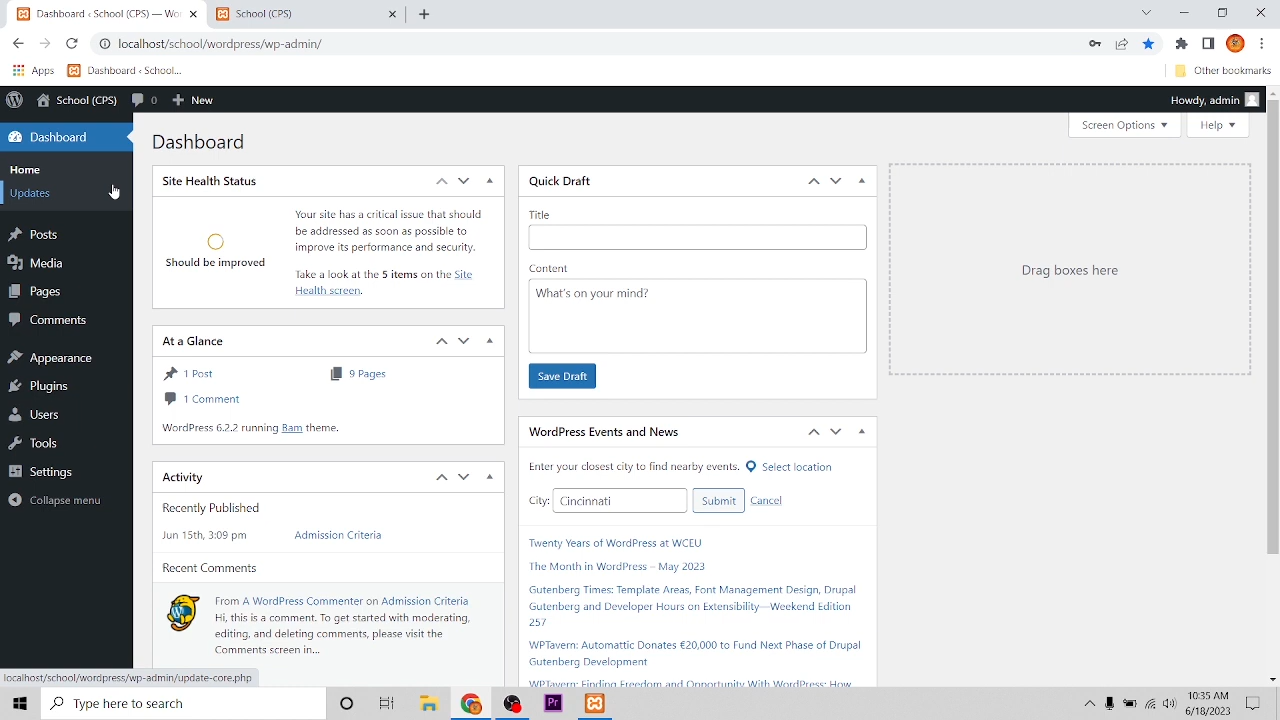 Dashboard ‹ School (CPS) — Wo
School (CPS)
localhost/school/wordpress/wp-admin/
Apps
Dashboard ‹ School...
Other bookmarks
School (CPS)
0
New
Howdy, admin
Dashboard
Home
Updates
Posts
Media
Pages
Comments
Appearance
Plugins
Users
Tools
Settings
Collapse menu
Dashboard
Screen Options
Help
Site Health Status
Should be improved
Your site has a critical issue that should
be addressed as soon as possible to
improve its performance and security.
Take a look at the 5 items on the Site
Health screen.
At a Glance
1 Post
9 Pages
1 Comment
WordPress 6.2.2 running Bam theme.
Activity
Recently Published
Jun 15th, 3:09 pm
Admission Criteria
Recent Comments
From A WordPress Commenter on Admission Criteria
Hi, this is a comment. To get started with moderating,
editing, and deleting comments, please visit the
Comments screen in...
Quick Draft
Title
Content
What's on your mind?
Save Draft
WordPress Events and News
Enter your closest city to find nearby events.
Select location
City:
Cincinnati
Submit
Cancel
Twenty Years of WordPress at WCEU
The Month in WordPress – May 2023
Gutenberg Times: Template Areas, Font Management Design, Drupal
Gutenberg and Developer Hours on Extensibility—Weekend Edition
257
WPTavern: Automattic Donates €20,000 to Fund Next Phase of Drupal
Gutenberg Development
WPTavern: Finding Freedom and Opportunity With WordPress: How
Drag boxes here
localhost/school/wordpress/wp-admin/update-core.php
Type here to search
Pr
10:35 AM
6/18/2023